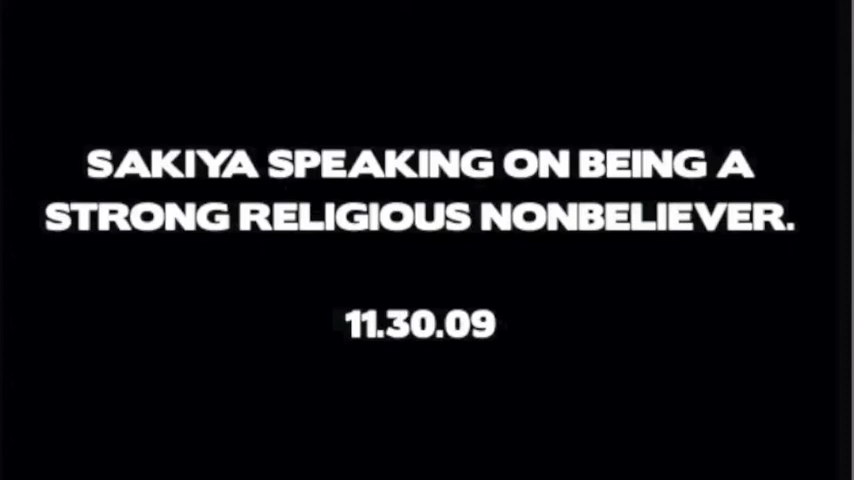 SAKIYA SPEAKING ON BEING A
STRONG RELIGIOUS NONBELIEVER.
11.30.09